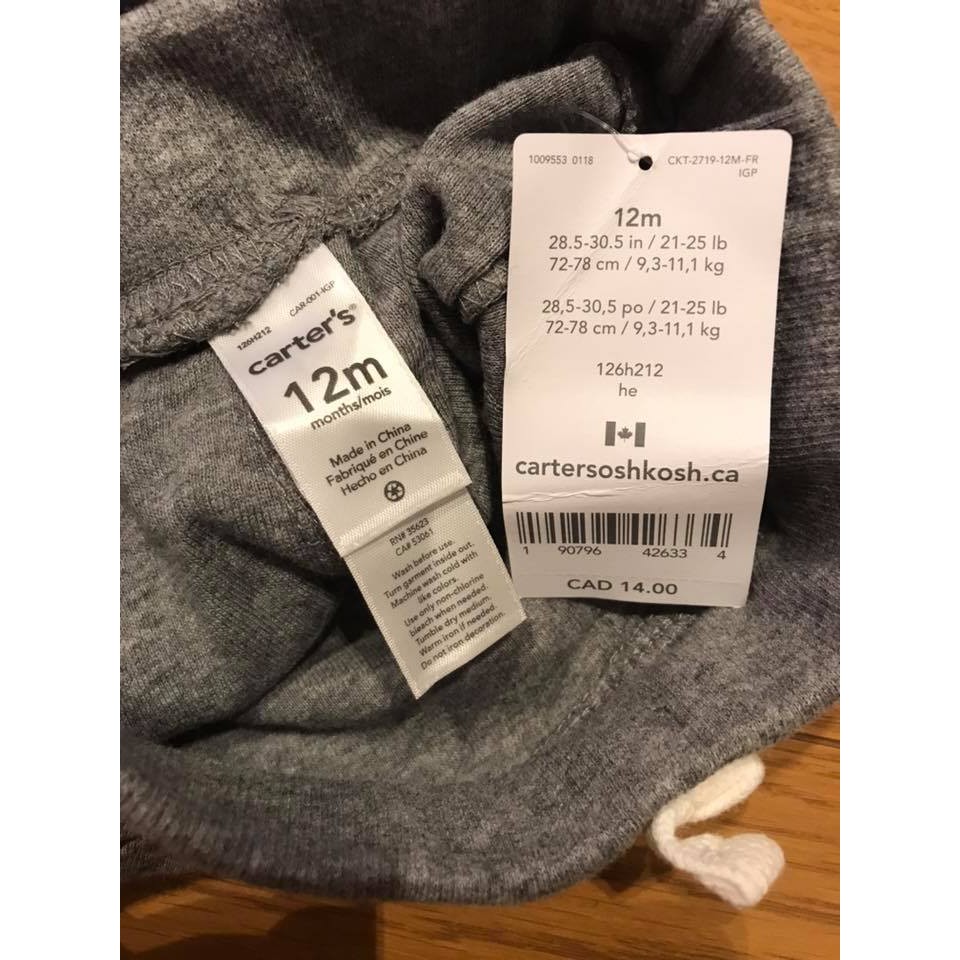 126H212 CAR-001-IGP
carter's®
12m
months/mois
Made in China
Fabriqué en Chine
Hecho en China
RN# 35623
CA# 53061
Wash before use.
Turn garment inside out.
Machine wash cold with
like colors.
Use only non-chlorine
bleach when needed.
Tumble dry medium.
Warm iron if needed.
Do not iron decoration.
1009553 0118 CKT-2719-12M-FR
IGP
12m
28.5-30.5 in / 21-25 lb
72-78 cm / 9,3-11,1 kg
28,5-30,5 po / 21-25 lb
72-78 cm / 9,3-11,1 kg
126h212
he
cartersoshkosh.ca
1 90796 42633 4
CAD 14.00